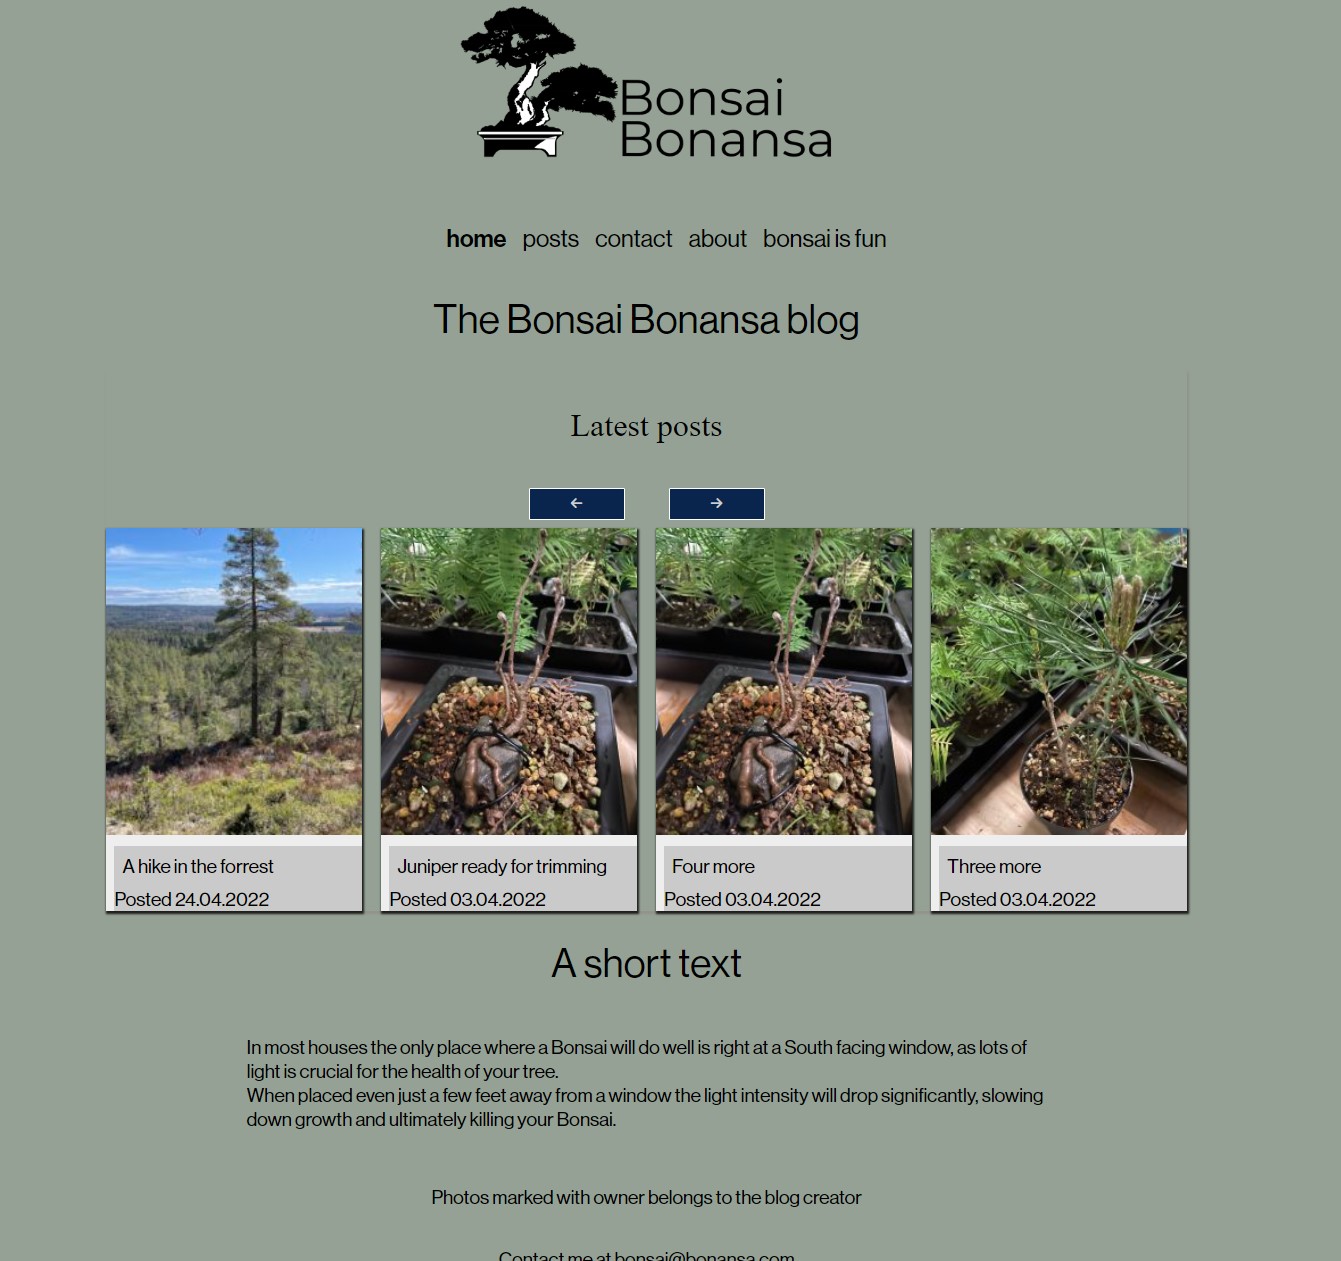 Bonsai
Bonansa
home posts contact about bonsai is fun
The Bonsai Bonansa blog
Latest posts
← →
A hike in the forrest
Posted 24.04.2022
Juniper ready for trimming
Posted 03.04.2022
Four more
Posted 03.04.2022
Three more
Posted 03.04.2022
A short text
In most houses the only place where a Bonsai will do well is right at a South facing window, as lots of
light is crucial for the health of your tree.
When placed even just a few feet away from a window the light intensity will drop significantly, slowing
down growth and ultimately killing your Bonsai.
Photos marked with owner belongs to the blog creator
Contact me at bonsai@bonansa.com